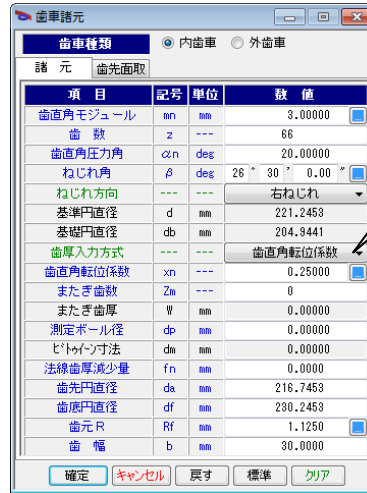 歯車諸元
歯車種類 内歯車 外歯車
諸 元 歯先面取
項 目 記号 単位 数 値
歯直角モジュール mn mm 3.00000
歯 数 z --- 66
歯直角圧力角 αn deg 20.00000
ねじれ角 β deg 26 ° 30 ' 0.00 "
ねじれ方向 --- --- 右ねじれ
基準円直径 d mm 221.2453
基礎円直径 db mm 204.9441
歯厚入力方式 --- --- 歯直角転位係数
歯直角転位係数 xn --- 0.25000
またぎ歯数 Zm --- 0
またぎ歯厚 W mm 0.00000
測定ボール径 dp mm 0.0000
ビトウィーン寸法 dm mm 0.0000
法線歯厚減少量 fn mm 0.0000
歯先円直径 da mm 216.7453
歯底円直径 df mm 230.2453
歯元R Rf mm 1.1250
歯 幅 b mm 30.0000
確定 キャンセル 戻す 標準 クリア